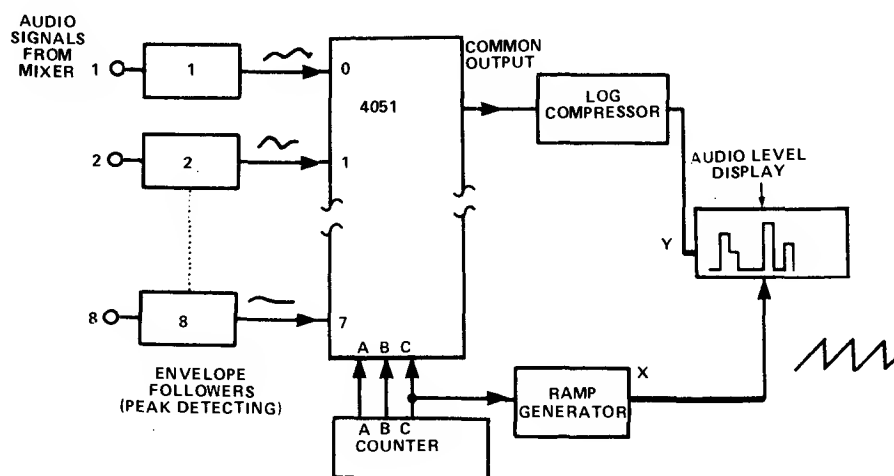 AUDIO
SIGNALS
FROM
MIXER
1
1
0
COMMON
OUTPUT
4051
LOG
COMPRESSOR
2
2
1
AUDIO LEVEL
DISPLAY
Y
8
8
7
A B C
ENVELOPE
FOLLOWERS
(PEAK DETECTING)
X
RAMP
GENERATOR
A B C
COUNTER